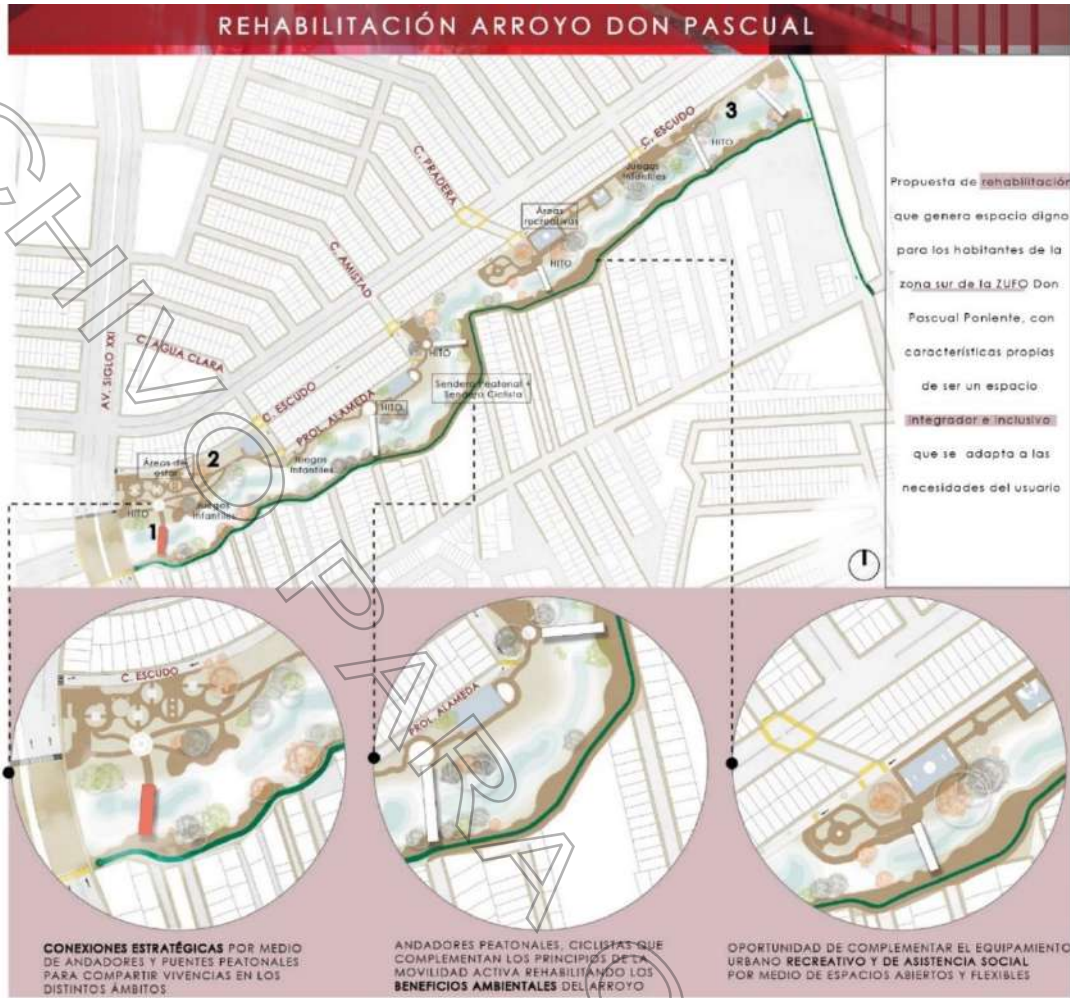 REHABILITACIÓN ARROYO DON PASCUAL
3
C. ESCUDO
HITO
Juegos
Infantiles
C. PRADERA
Áreas
recreativas
HITO
C. AMISTAD
HITO
AV. SIGLO XXI
C. AGUA CLARA
Sendero Peatonal +
Sendero Ciclista
C. ESCUDO
PROL. ALAMEDA
HITO
2
Áreas de
estar
Juegos
Infantiles
Juegos
Infantiles
HITO
1
Propuesta de rehabilitación
que genera espacio digno
para los habitantes de la
zona sur de la ZUFO Don
Pascual Poniente, con
características propias
de ser un espacio
integrador e inclusivo
que se adapta a las
necesidades del usuario
C. ESCUDO
PROL. ALAMEDA
CONEXIONES ESTRATÉGICAS POR MEDIO
DE ANDADORES Y PUENTES PEATONALES
PARA COMPARTIR VIVENCIAS EN LOS
DISTINTOS ÁMBITOS
ANDADORES PEATONALES, CICLISTAS QUE
COMPLEMENTAN LOS PRINCIPIOS DE LA
MOVILIDAD ACTIVA REHABILITANDO LOS
BENEFICIOS AMBIENTALES DEL ARROYO
OPORTUNIDAD DE COMPLEMENTAR EL EQUIPAMIENTO
URBANO RECREATIVO Y DE ASISTENCIA SOCIAL
POR MEDIO DE ESPACIOS ABIERTOS Y FLEXIBLES
CHIVO PARA